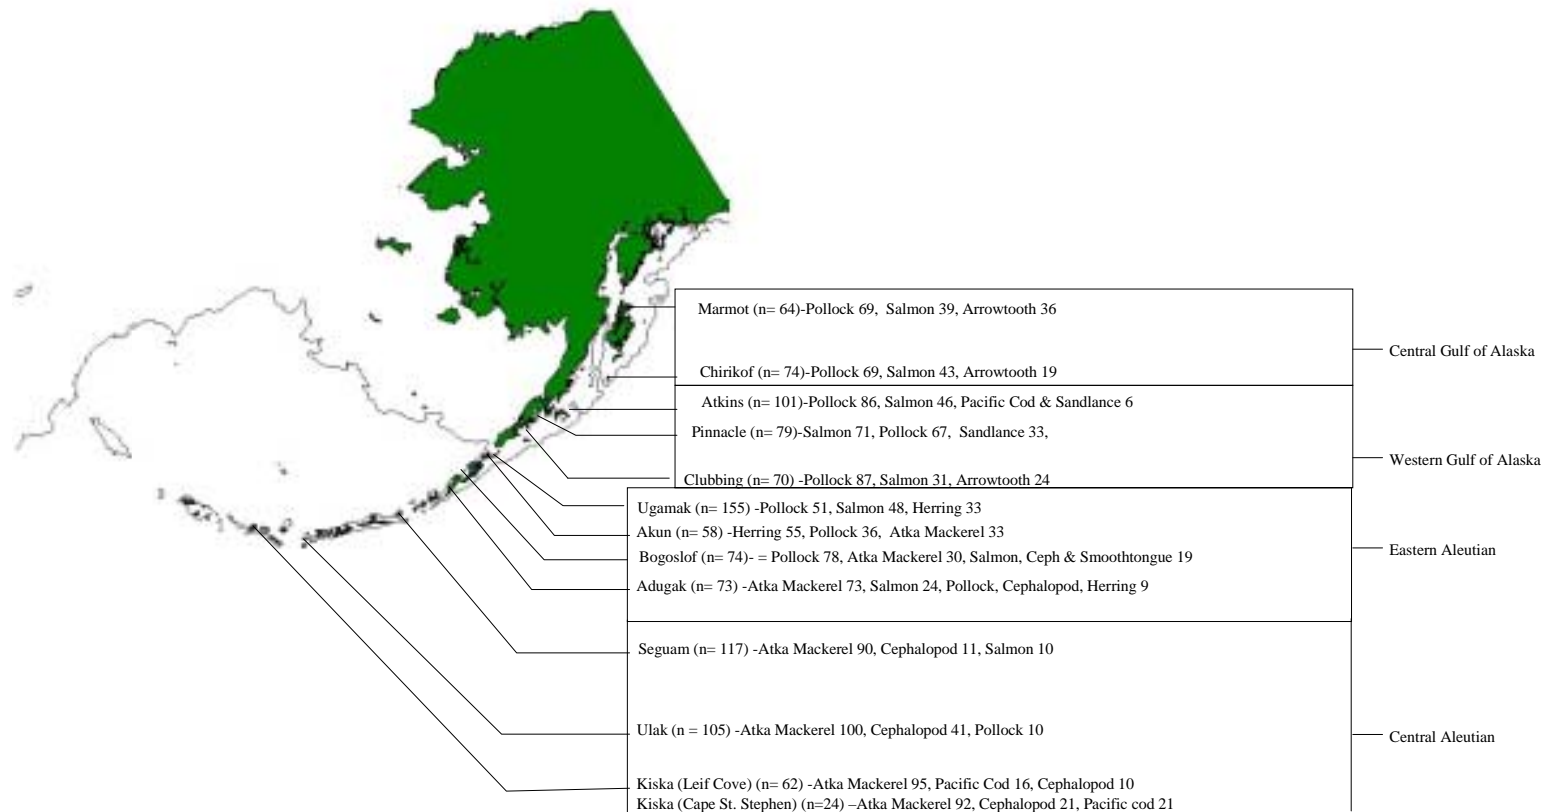 Marmot (n= 64)-Pollock 69, Salmon 39, Arrowtooth 36
Chirikof (n= 74)-Pollock 69, Salmon 43, Arrowtooth 19
Central Gulf of Alaska
Atkins (n= 101)-Pollock 86, Salmon 46, Pacific Cod & Sandlance 6
Pinnacle (n= 79)-Salmon 71, Pollock 67, Sandlance 33,
Clubbing (n= 70) -Pollock 87, Salmon 31, Arrowtooth 24
Western Gulf of Alaska
Ugamak (n= 155) -Pollock 51, Salmon 48, Herring 33
Akun (n= 58) -Herring 55, Pollock 36, Atka Mackerel 33
Bogoslof (n= 74)- = Pollock 78, Atka Mackerel 30, Salmon, Ceph & Smoothtongue 19
Adugak (n= 73) -Atka Mackerel 73, Salmon 24, Pollock, Cephalopod, Herring 9
Eastern Aleutian
Seguam (n= 117) -Atka Mackerel 90, Cephalopod 11, Salmon 10
Ulak (n = 105) -Atka Mackerel 100, Cephalopod 41, Pollock 10
Central Aleutian
Kiska (Leif Cove) (n= 62) -Atka Mackerel 95, Pacific Cod 16, Cephalopod 10
Kiska (Cape St. Stephen) (n=24) –Atka Mackerel 92, Cephalopod 21, Pacific cod 21